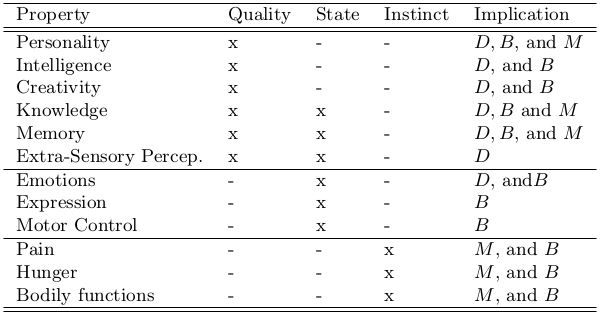 Property Quality State Instinct Implication
Personality x - - D, B, and M
Intelligence x - - D, and B
Creativity x - - D, and B
Knowledge x x - D, B and M
Memory x x - D, B, and M
Extra-Sensory Percep. x x - D
Emotions - x - D, andB
Expression - x - B
Motor Control - x - B
Pain - - x M, and B
Hunger - - x M, and B
Bodily functions - - x M, and B